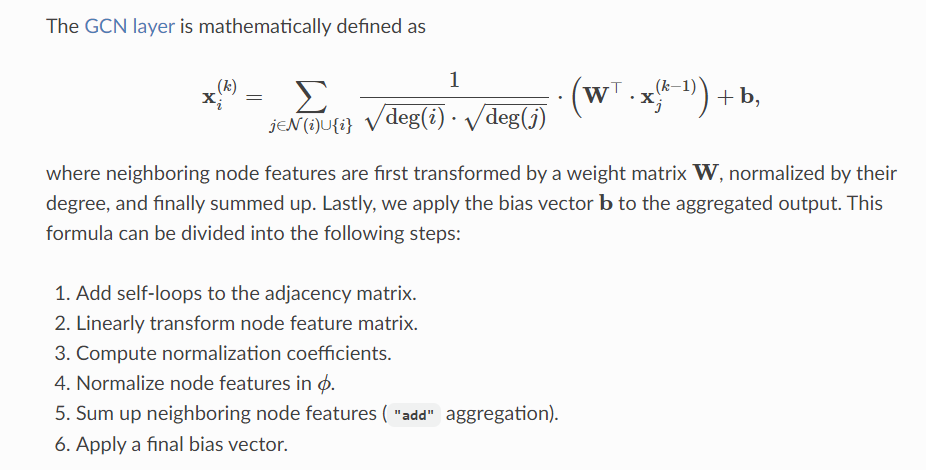 The GCN layer is mathematically defined as
$$\mathbf{x}_i^{(k)} = \sum_{j \in \mathcal{N}(i) \cup \{i\}} \frac{1}{\sqrt{\deg(i)} \cdot \sqrt{\deg(j)}} \cdot \left( \mathbf{W}^\top \cdot \mathbf{x}_j^{(k-1)} \right) + \mathbf{b},$$
where neighboring node features are first transformed by a weight matrix $\mathbf{W}$, normalized by their
degree, and finally summed up. Lastly, we apply the bias vector $\mathbf{b}$ to the aggregated output. This
formula can be divided into the following steps:
1. Add self-loops to the adjacency matrix.
2. Linearly transform node feature matrix.
3. Compute normalization coefficients.
4. Normalize node features in $\phi$.
5. Sum up neighboring node features ( "add" aggregation).
6. Apply a final bias vector.